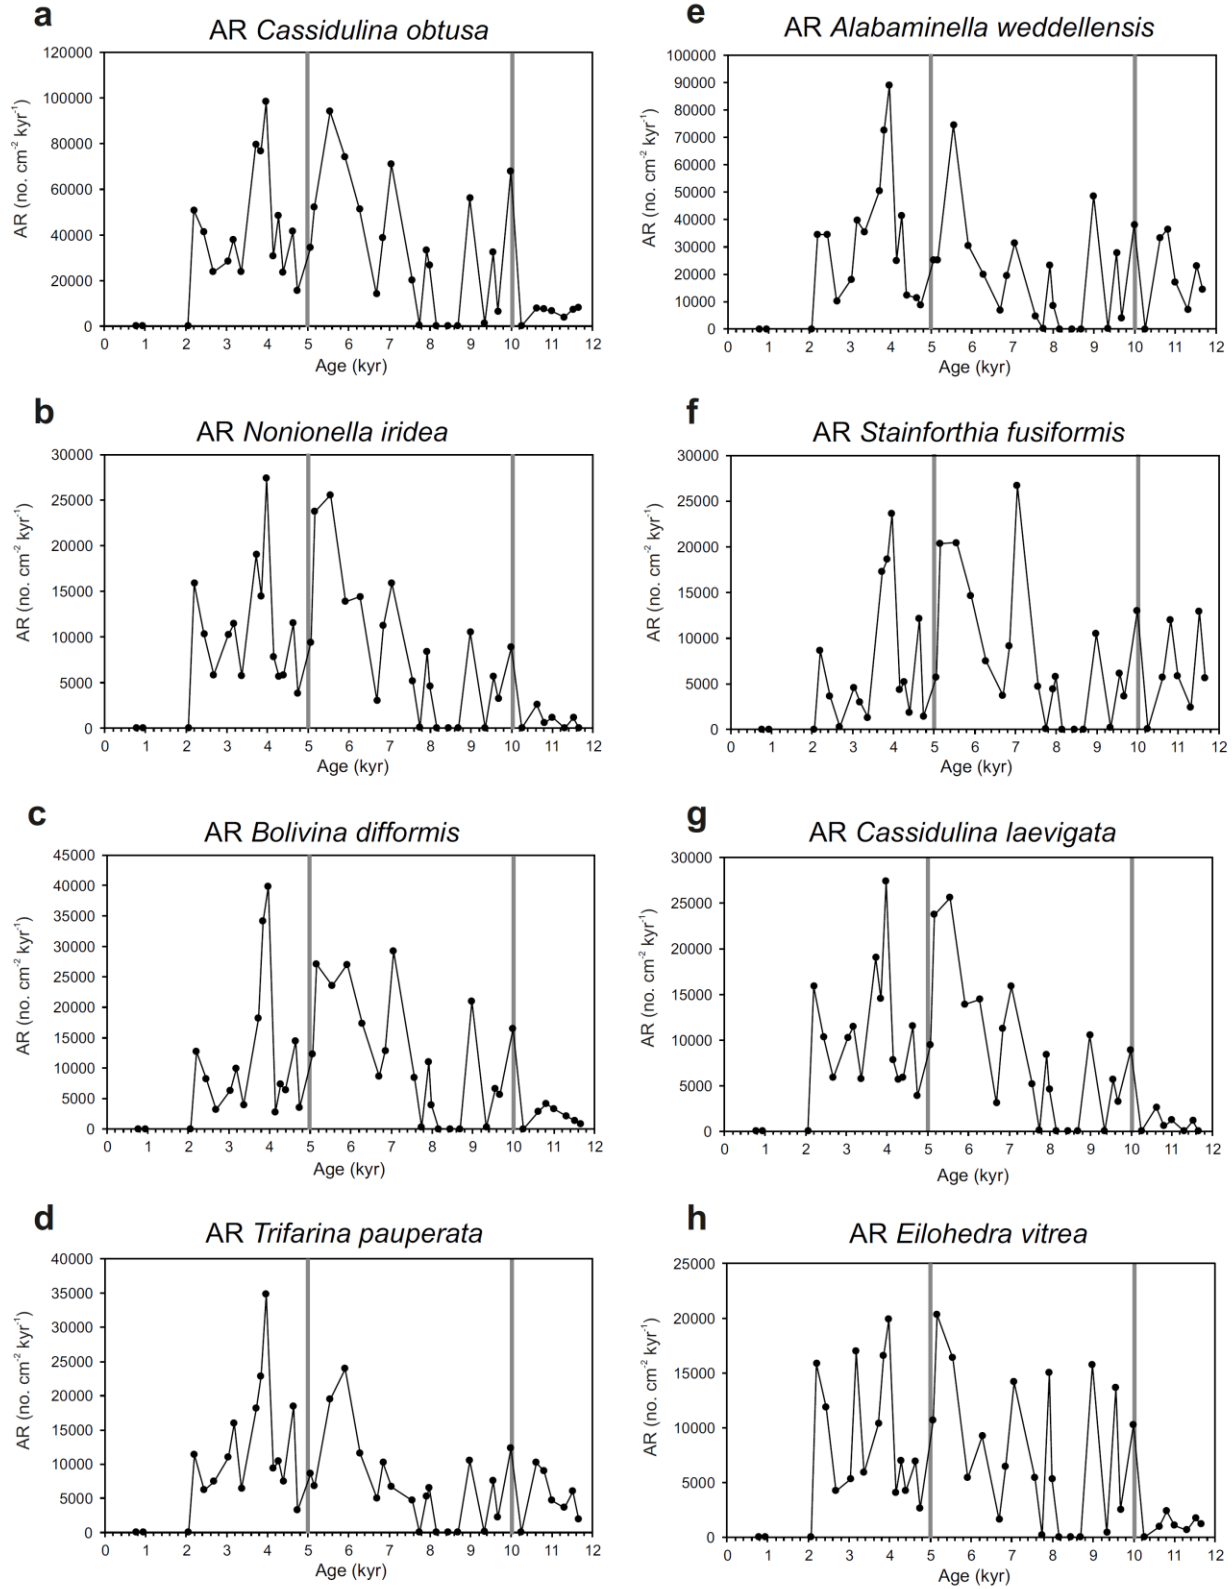 a
AR Cassidulina obtusa
120000
100000
80000
60000
40000
20000
0
AR (no. cm⁻² kyr⁻¹)
0 1 2 3 4 5 6 7 8 9 10 11 12
Age (kyr)
b
AR Nonionella iridea
30000
25000
20000
15000
10000
5000
0
AR (no. cm⁻² kyr⁻¹)
0 1 2 3 4 5 6 7 8 9 10 11 12
Age (kyr)
c
AR Bolivina difformis
45000
40000
35000
30000
25000
20000
15000
10000
5000
0
AR (no. cm⁻² kyr⁻¹)
0 1 2 3 4 5 6 7 8 9 10 11 12
Age (kyr)
d
AR Trifarina pauperata
40000
35000
30000
25000
20000
15000
10000
5000
0
AR (no. cm⁻² kyr⁻¹)
0 1 2 3 4 5 6 7 8 9 10 11 12
Age (kyr)
e
AR Alabaminella weddellensis
100000
90000
80000
70000
60000
50000
40000
30000
20000
10000
0
AR (no. cm⁻² kyr⁻¹)
0 1 2 3 4 5 6 7 8 9 10 11 12
Age (kyr)
f
AR Stainforthia fusiformis
30000
25000
20000
15000
10000
5000
0
AR (no. cm⁻² kyr⁻¹)
0 1 2 3 4 5 6 7 8 9 10 11 12
Age (kyr)
g
AR Cassidulina laevigata
30000
25000
20000
15000
10000
5000
0
AR (no. cm⁻² kyr⁻¹)
0 1 2 3 4 5 6 7 8 9 10 11 12
Age (kyr)
h
AR Eilohedra vitrea
25000
20000
15000
10000
5000
0
AR (no. cm⁻² kyr⁻¹)
0 1 2 3 4 5 6 7 8 9 10 11 12
Age (kyr)